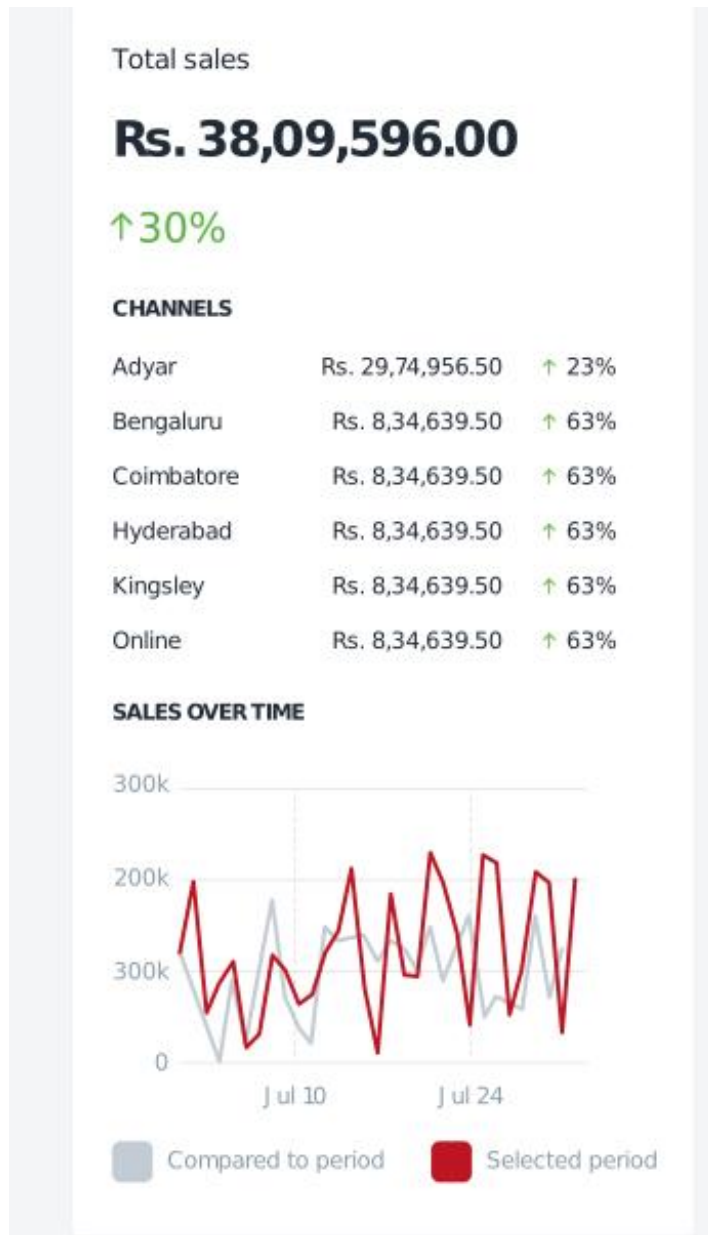 Total sales
Rs. 38,09,596.00
↑30%
CHANNELS
Adyar Rs. 29,74,956.50 ↑ 23%
Bengaluru Rs. 8,34,639.50 ↑ 63%
Coimbatore Rs. 8,34,639.50 ↑ 63%
Hyderabad Rs. 8,34,639.50 ↑ 63%
Kingsley Rs. 8,34,639.50 ↑ 63%
Online Rs. 8,34,639.50 ↑ 63%
SALES OVER TIME
300k
200k
300k
0
Jul 10 Jul 24
Compared to period Selected period